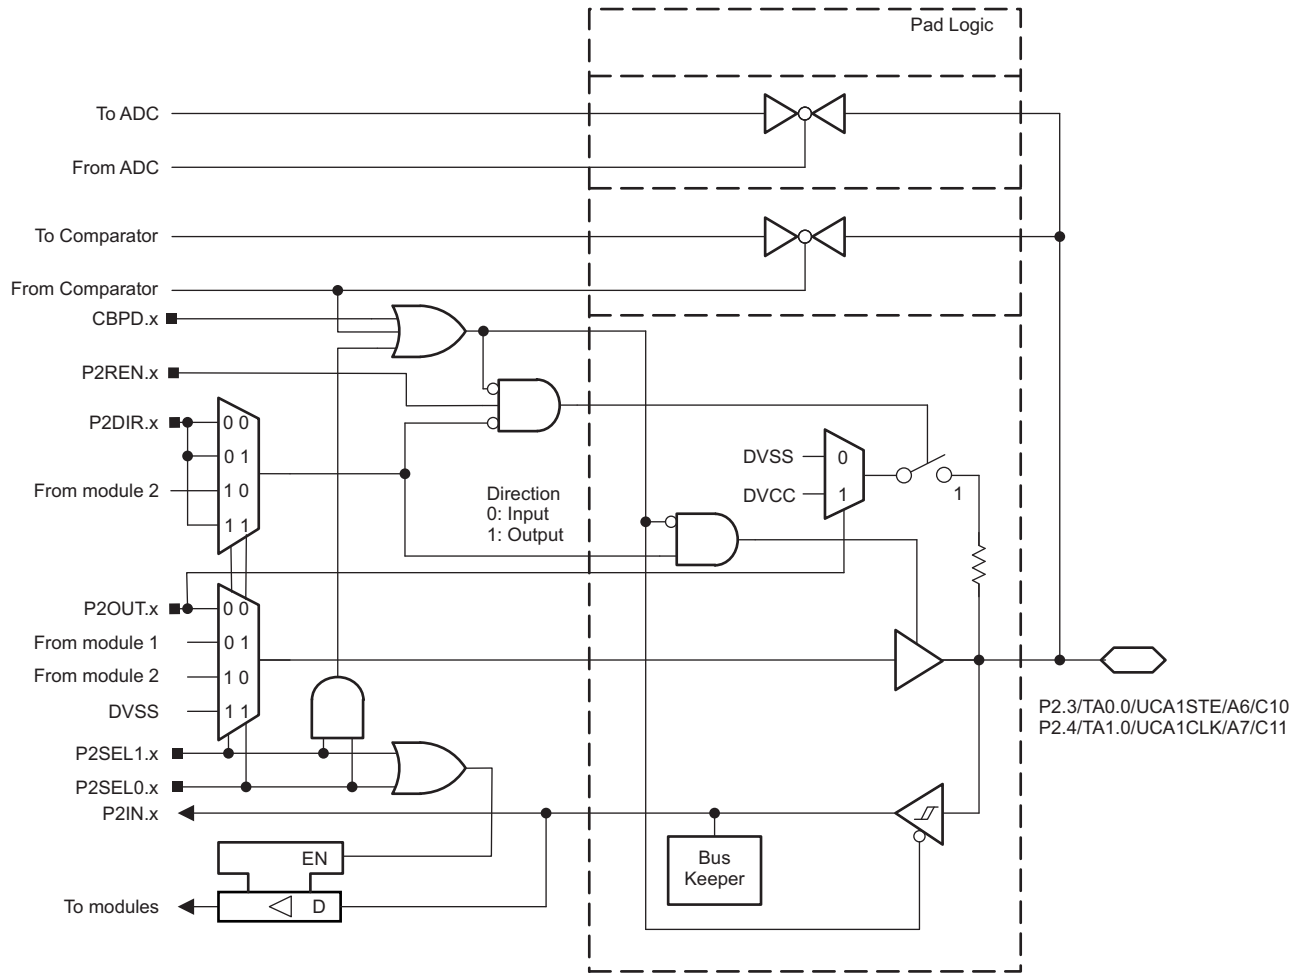 Pad Logic
To ADC
From ADC
To Comparator
From Comparator
CBPD.x
P2REN.x
P2DIR.x
0 0
0 1
From module 2
1 0
1 1
Direction
0: Input
1: Output
DVSS
0
DVCC
1
1
P2OUT.x
0 0
From module 1
0 1
From module 2
1 0
DVSS
1 1
P2.3/TA0.0/UCA1STE/A6/C10
P2.4/TA1.0/UCA1CLK/A7/C11
P2SEL1.x
P2SEL0.x
P2IN.x
Bus
Keeper
EN
To modules
D